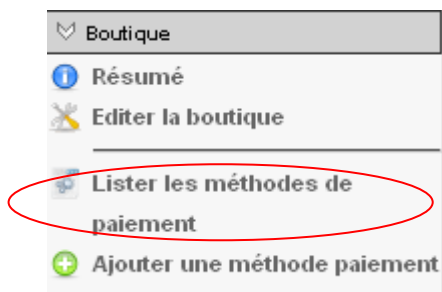 Boutique
Résumé
Editer la boutique
Lister les méthodes de
paiement
Ajouter une méthode paiement